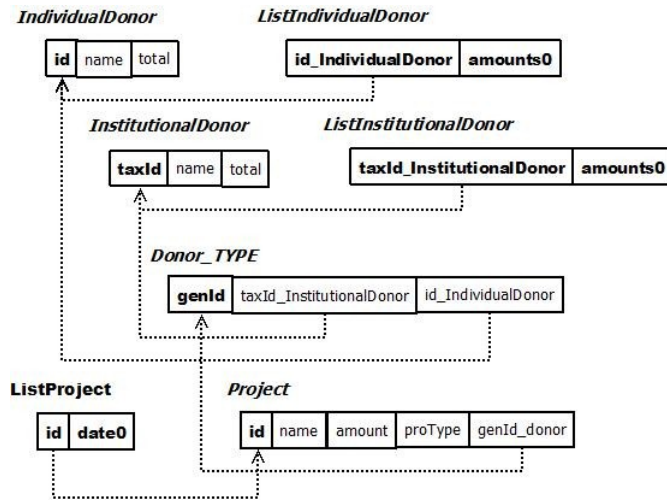 IndividualDonor ListIndividualDonor
id name total id_IndividualDonor amounts0
InstitutionalDonor ListInstitutionalDonor
taxId name total taxId_InstitutionalDonor amounts0
Donor_TYPE
genId taxId_InstitutionalDonor id_IndividualDonor
ListProject Project
id date0 id name amount proType genId_donor